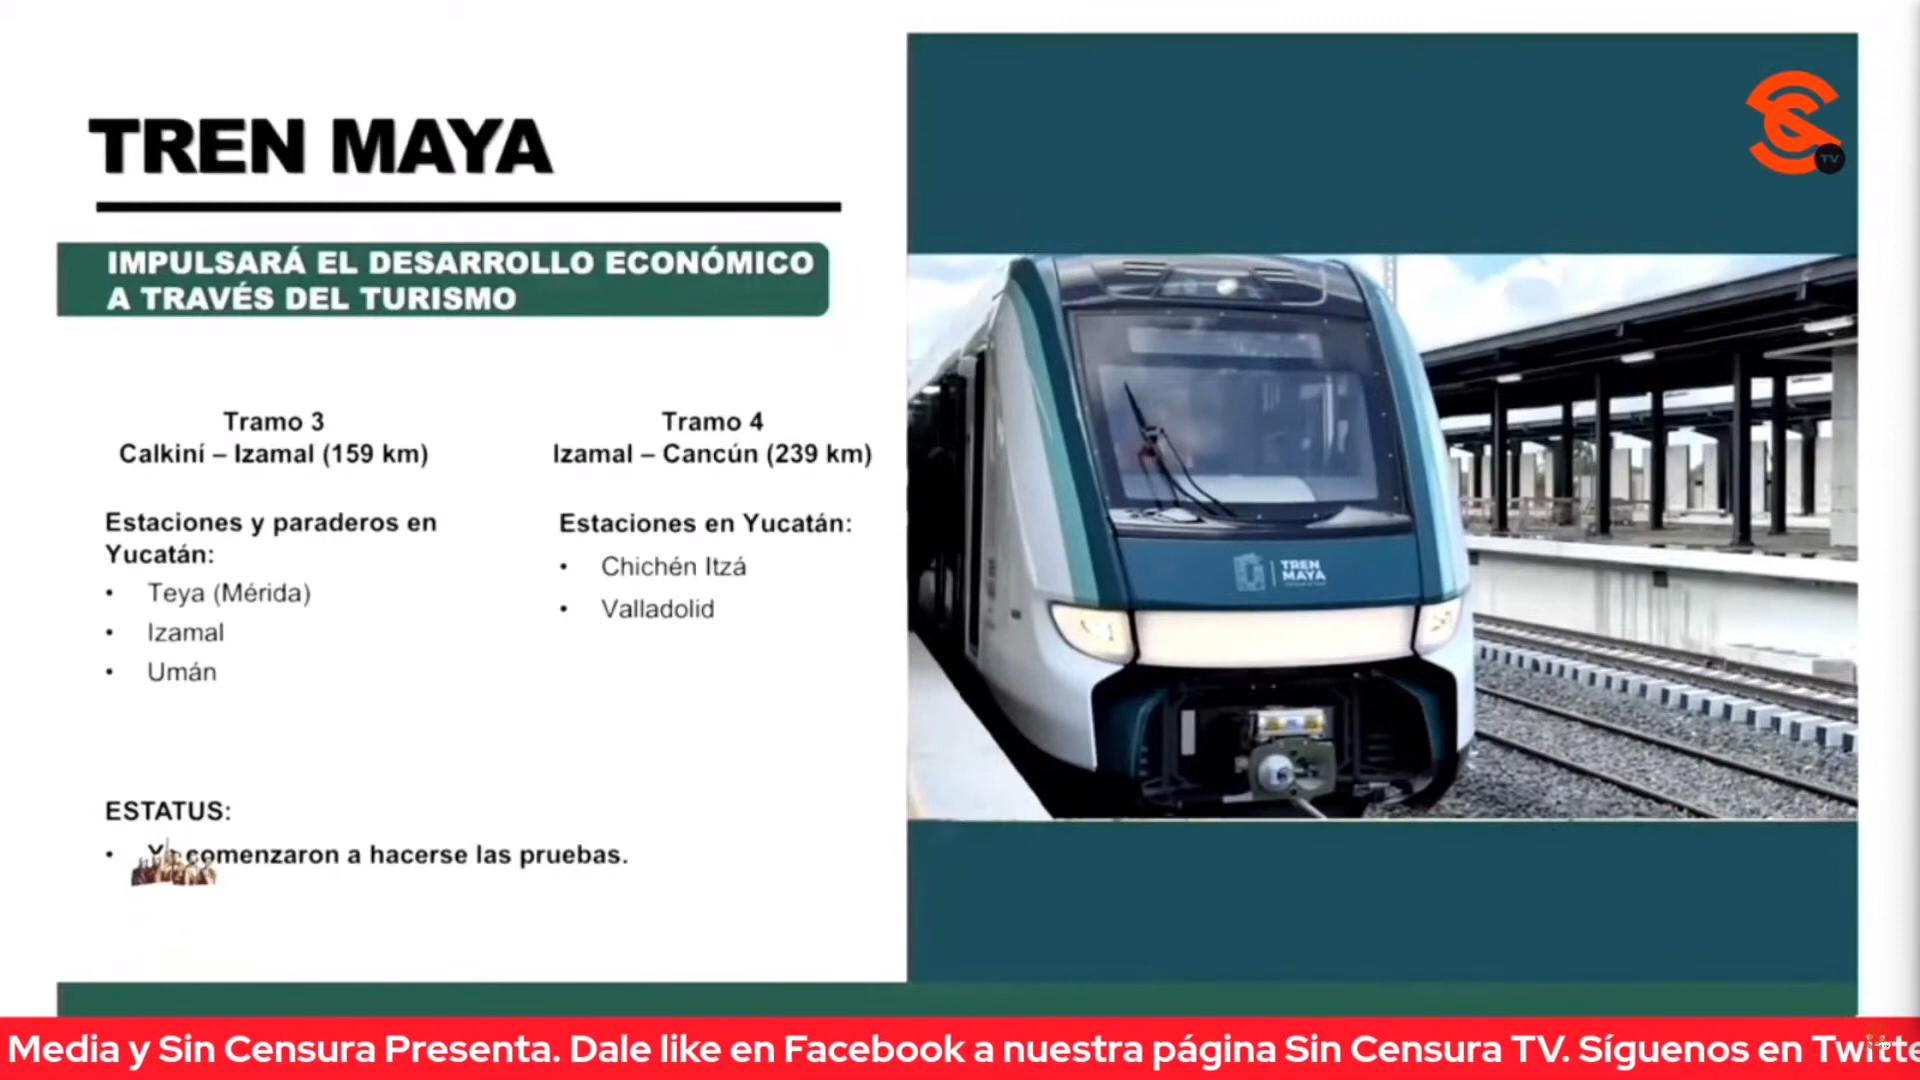 TREN MAYA
IMPULSARÁ EL DESARROLLO ECONÓMICO
A TRAVÉS DEL TURISMO
Tramo 3
Calkiní – Izamal (159 km)
Estaciones y paraderos en
Yucatán:
• Teya (Mérida)
• Izamal
• Umán
Tramo 4
Izamal – Cancún (239 km)
Estaciones en Yucatán:
• Chichén Itzá
• Valladolid
ESTATUS:
• Ya comenzaron a hacerse las pruebas.
TV
TREN
MAYA
Media y Sin Censura Presenta. Dale like en Facebook a nuestra página Sin Censura TV. Síguenos en Twitte